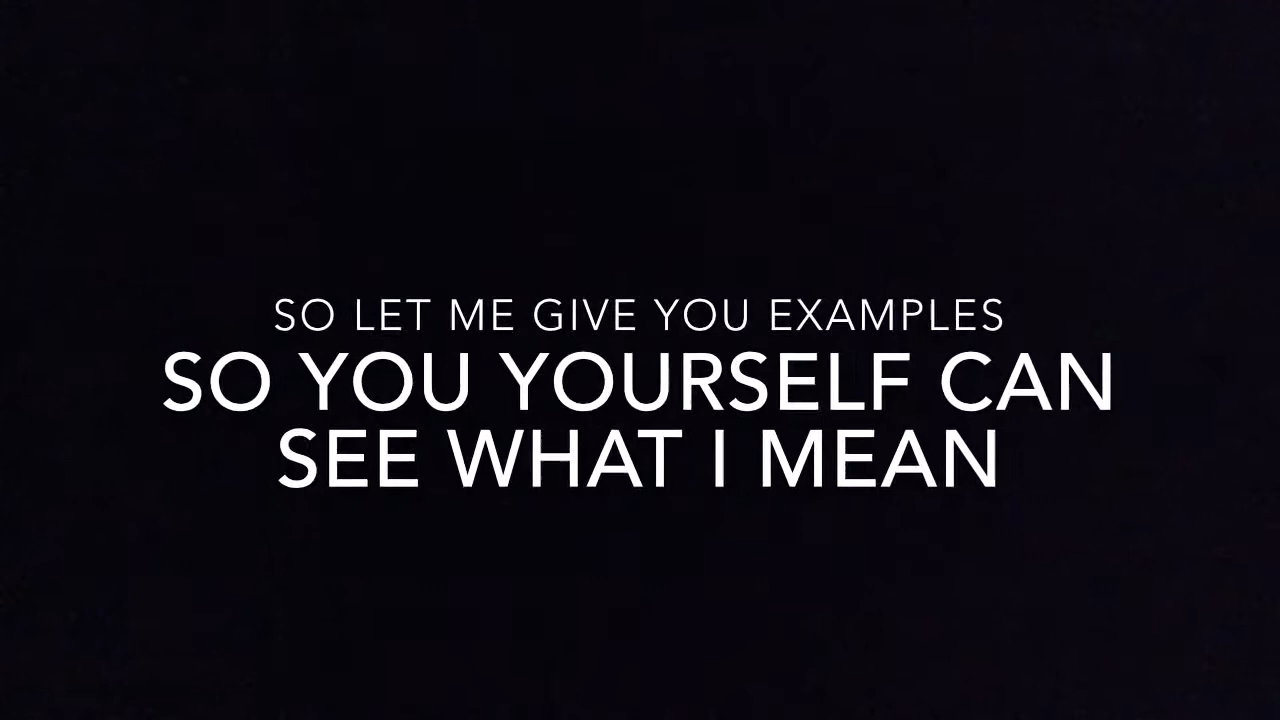 SO LET ME GIVE YOU EXAMPLES
SO YOU YOURSELF CAN
SEE WHAT I MEAN